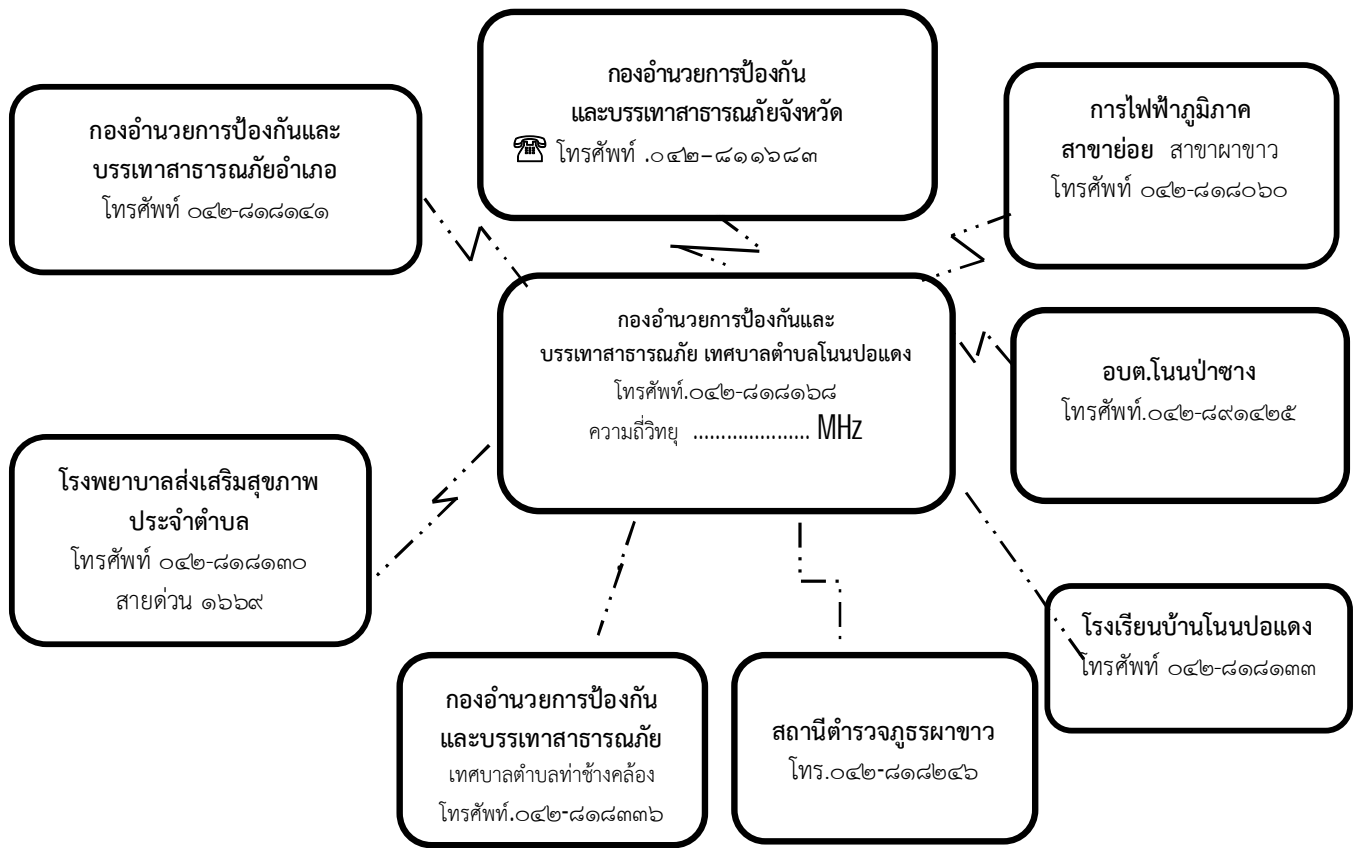 กองอำนวยการป้องกัน
และบรรเทาสาธารณภัยจังหวัด
โทรศัพท์ .๐๔๒-๘๑๑๖๘๓
กองอำนวยการป้องกันและ
บรรเทาสาธารณภัยอำเภอ
โทรศัพท์ ๐๔๒-๘๑๘๑๔๑
การไฟฟ้าภูมิภาค
สาขาย่อย สาขาผาขาว
โทรศัพท์ ๐๔๒-๘๑๘๐๖๐
กองอำนวยการป้องกันและ
บรรเทาสาธารณภัย เทศบาลตำบลโนนปอแดง
โทรศัพท์.๐๔๒-๘๑๘๑๖๘
ความถี่วิทยุ ..................... MHz
อบต.โนนป่าซาง
โทรศัพท์.๐๔๒-๘๙๑๔๒๕
โรงพยาบาลส่งเสริมสุขภาพ
ประจำตำบล
โทรศัพท์ ๐๔๒-๘๑๘๑๓๐
สายด่วน ๑๖๖๙
โรงเรียนบ้านโนนปอแดง
โทรศัพท์ ๐๔๒-๘๑๘๑๓๓
กองอำนวยการป้องกัน
และบรรเทาสาธารณภัย
เทศบาลตำบลท่าช้างคล้อง
โทรศัพท์.๐๔๒-๘๑๘๓๓๖
สถานีตำรวจภูธรผาขาว
โทร.๐๔๒-๘๑๘๒๔๖